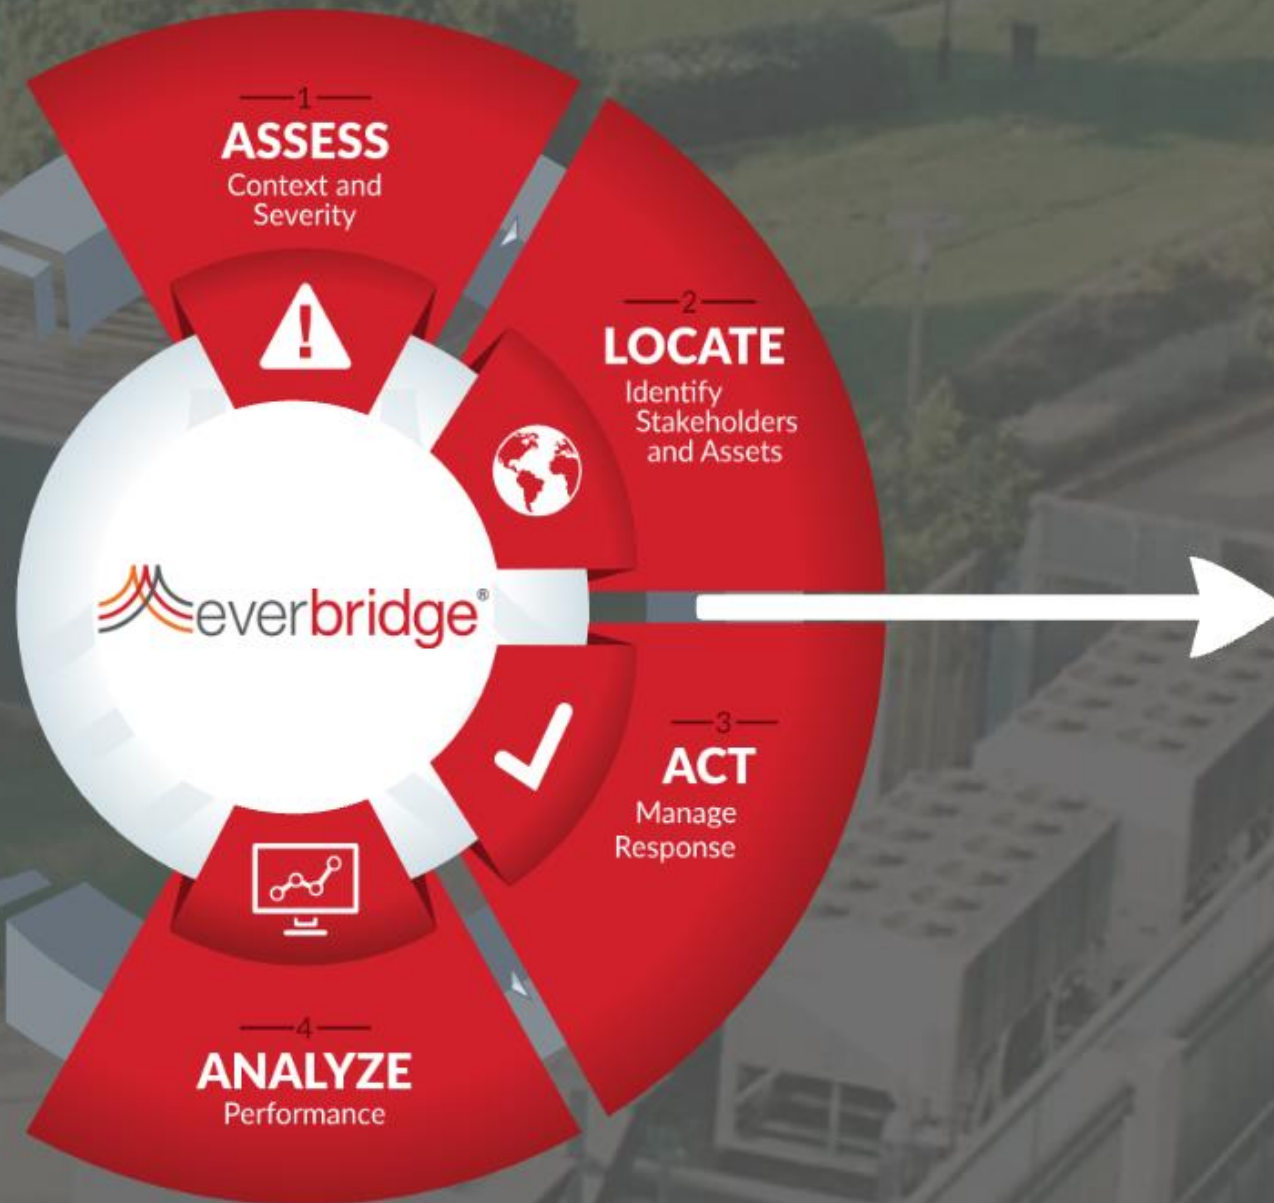 1
ASSESS
Context and
Severity
2
LOCATE
Identify
Stakeholders
and Assets
everbridge®
3
ACT
Manage
Response
4
ANALYZE
Performance